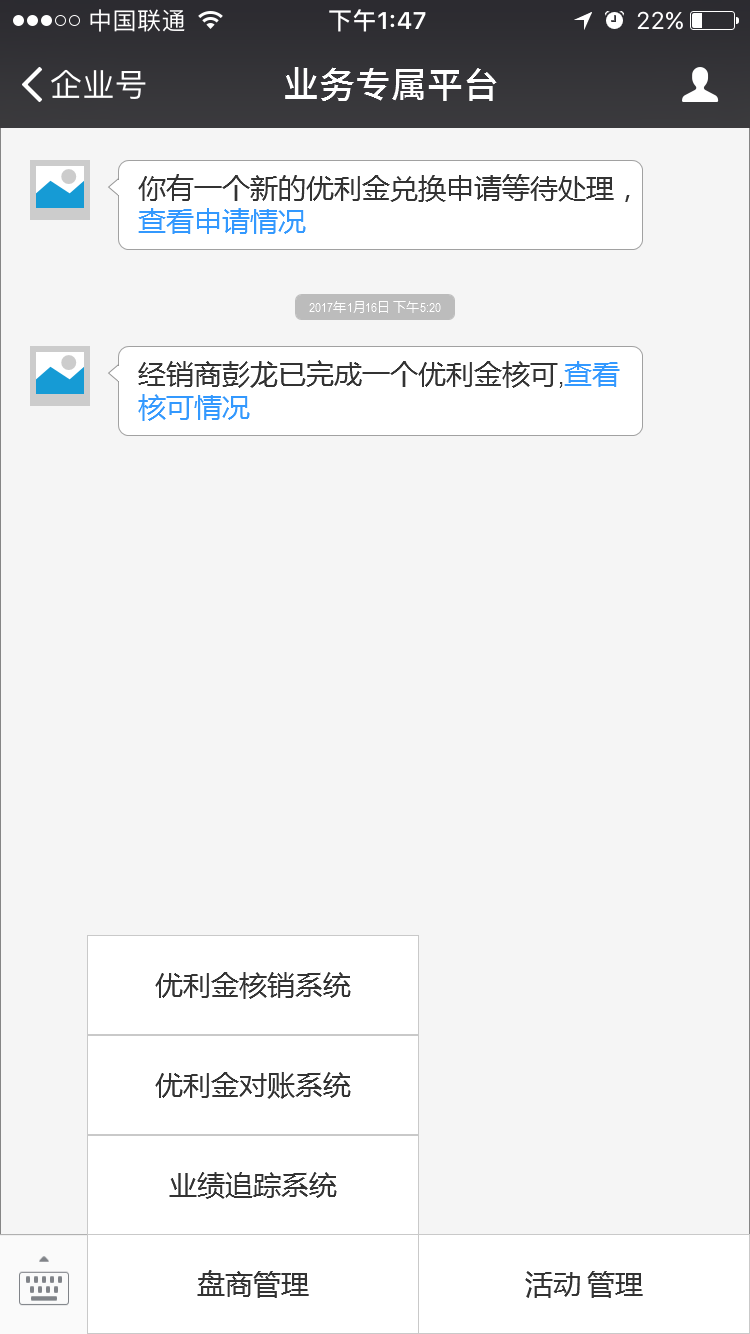 中国联通 下午1:47 22%
企业号 业务专属平台
你有一个新的优利金兑换申请等待处理，
查看申请情况
2017年1月16日 下午5:20
经销商彭龙已完成一个优利金核可,查看
核可情况
优利金核销系统
优利金对账系统
业绩追踪系统
盘商管理 活动 管理